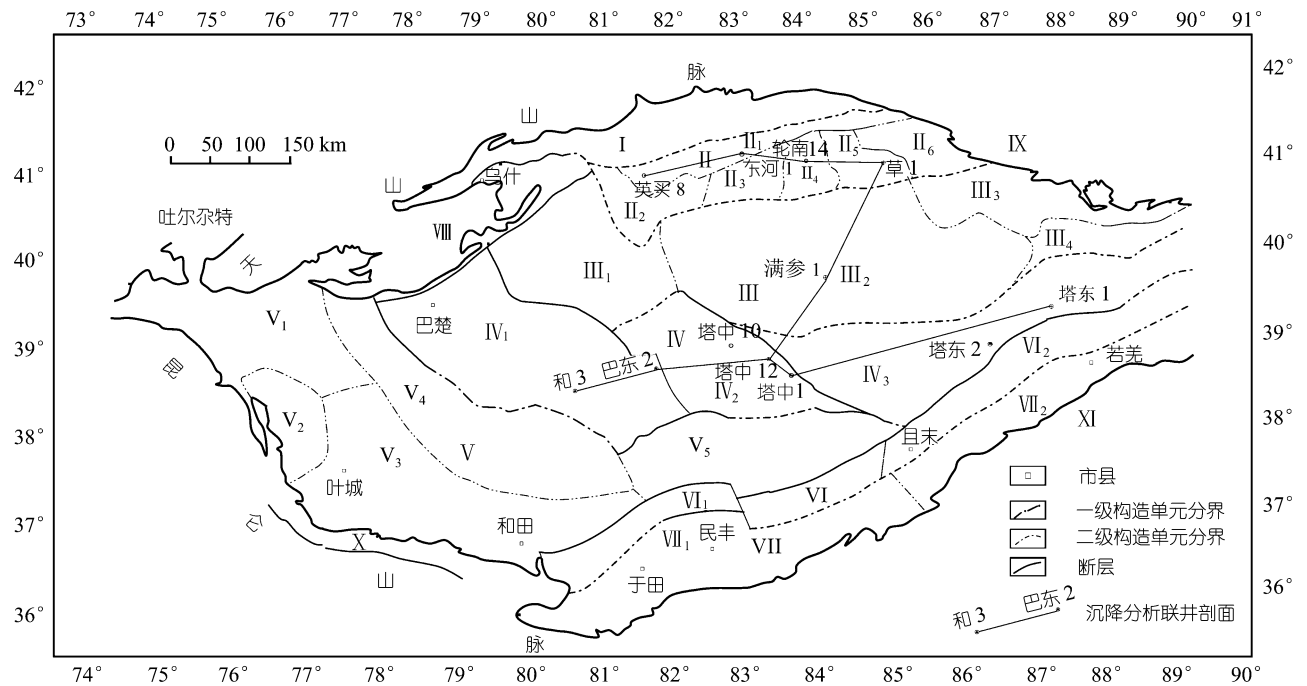 73° 74° 75° 76° 77° 78° 79° 80° 81° 82° 83° 84° 85° 86° 87° 88° 89° 90° 91°
42° 42°
脉
山
0 50 100 150 km
I
II₁ 轮南14 II₅ II₆ IX
41° 41°
II 东河1 II₄ 草1
山 乌什
英买8 II₃
III₃
II₂
吐尔尕特
VIII
III₄
40° 40°
天
III₁ 满参1 III₂
III
塔东1
V₁
巴楚 IV₁ IV 塔中10
39° 39°
塔东2 VI₂ 若羌
昆
和3 巴东2 塔中12 IV₃
V₄ IV₂ 塔中1
VII₂ XI
V₂
38° 38°
且末
V₃ V V₅
叶城
市县
37° 37°
VI₁ VI
一级构造单元分界
仑 X 和田 VII₁ 民丰 VII
二级构造单元分界
山 于田
断层
36° 36°
和3 巴东2 沉降分析联井剖面
脉
74° 75° 76° 77° 78° 79° 80° 81° 82° 83° 84° 85° 86° 87° 88° 89° 90°